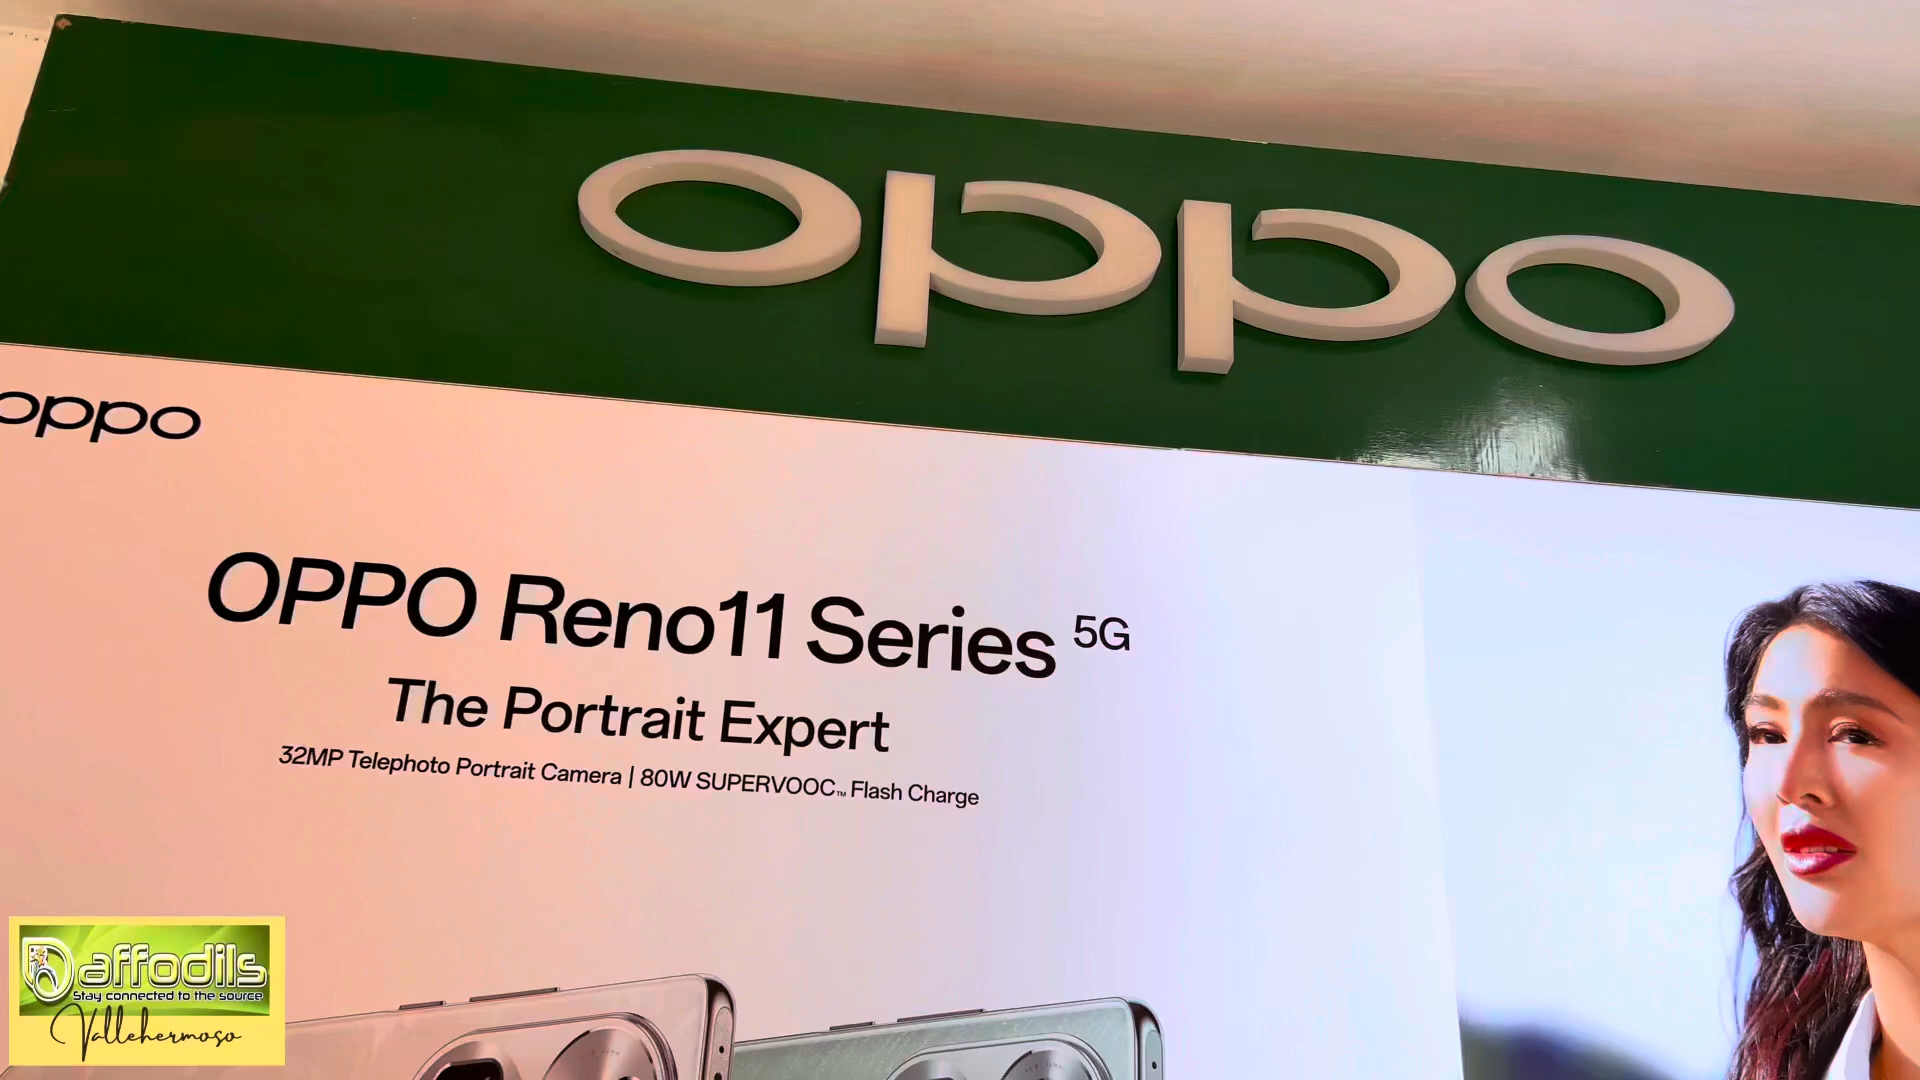 oppo
oppo
OPPO Reno11 Series 5G
The Portrait Expert
32MP Telephoto Portrait Camera | 80W SUPERVOOC™ Flash Charge
Daffodils
Stay connected to the source
Vallehermoso